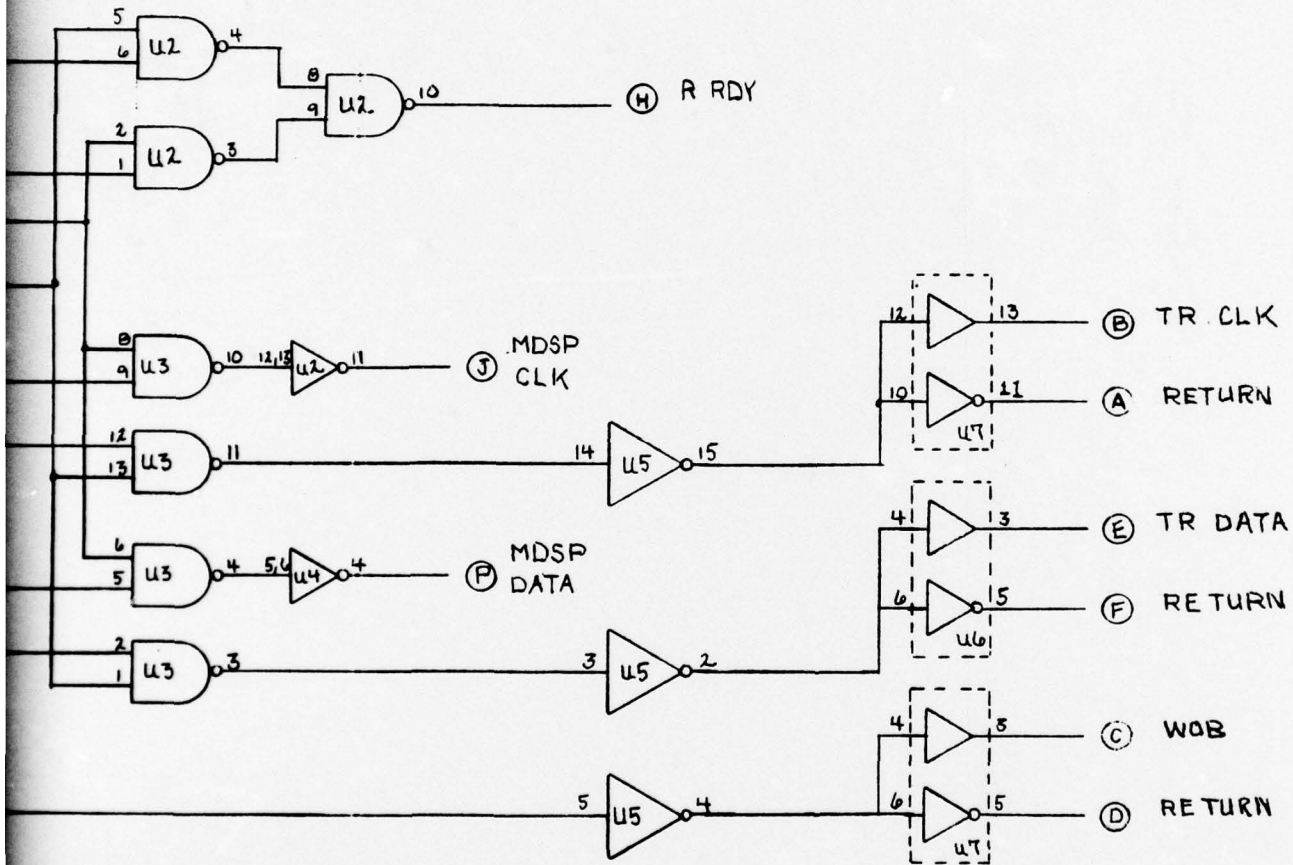 5
6
U2
4
8
9
U2
10
H R RDY
2
1
U2
3
8
9
U3
10
12,13
U2
11
J MDSP
CLK
12
13
U3
11
14
U5
15
12
13
B TR CLK
10
11
A RETURN
U7
6
5
U3
4
5,6
U4
4
P MDSP
DATA
4
3
E TR DATA
6
5
F RETURN
U6
2
1
U3
3
3
U5
2
4
3
C WOB
5
U5
4
6
5
D RETURN
U7